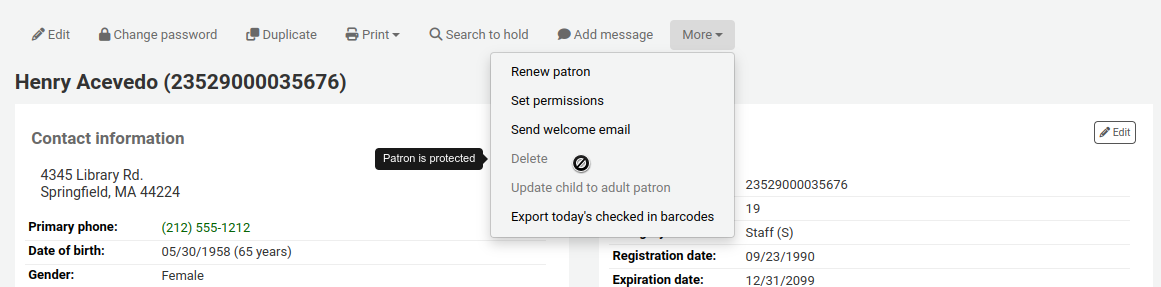 Edit Change password Duplicate Print Search to hold Add message More
Henry Acevedo (23529000035676)
Renew patron
Set permissions
Send welcome email
Delete
Update child to adult patron
Export today's checked in barcodes
Patron is protected
Contact information
4345 Library Rd.
Springfield, MA 44224
Primary phone: (212) 555-1212
Date of birth: 05/30/1958 (65 years)
Gender: Female
Edit
23529000035676
19
Staff (S)
Registration date: 09/23/1990
Expiration date: 12/31/2099